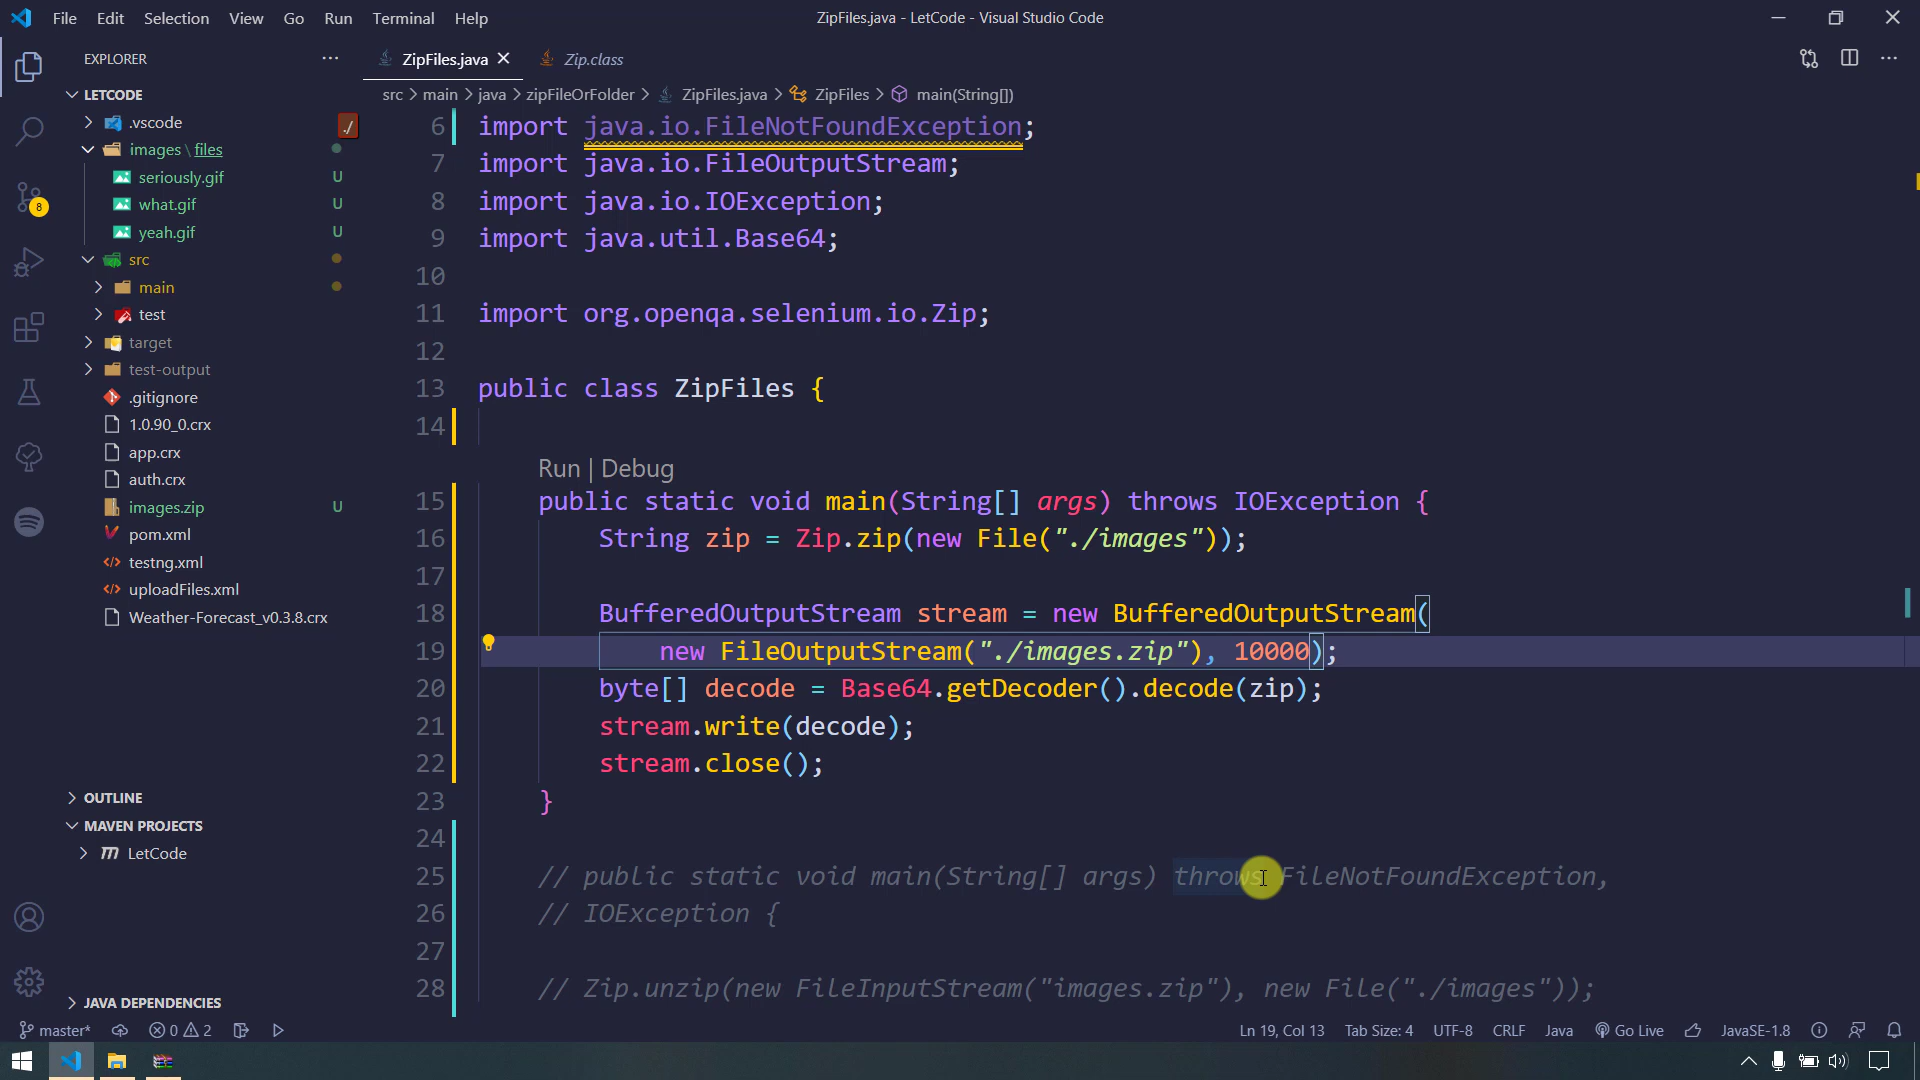 File Edit Selection View Go Run Terminal Help
ZipFiles.java - LetCode - Visual Studio Code
EXPLORER
ZipFiles.java
Zip.class
LETCODE
src > main > java > zipFileOrFolder > ZipFiles.java > ZipFiles > main(String[])
.vscode
./
images \ files
seriously.gif U
what.gif U
yeah.gif U
src
main
test
target
test-output
.gitignore
1.0.90_0.crx
app.crx
auth.crx
images.zip U
pom.xml
testng.xml
uploadFiles.xml
Weather-Forecast_v0.3.8.crx
OUTLINE
MAVEN PROJECTS
LetCode
JAVA DEPENDENCIES
8
6 import java.io.FileNotFoundException;
7 import java.io.FileOutputStream;
8 import java.io.IOException;
9 import java.util.Base64;
10
11 import org.openqa.selenium.io.Zip;
12
13 public class ZipFiles {
14
Run | Debug
15 public static void main(String[] args) throws IOException {
16 String zip = Zip.zip(new File("./images"));
17
18 BufferedOutputStream stream = new BufferedOutputStream(
19 new FileOutputStream("./images.zip"), 10000);
20 byte[] decode = Base64.getDecoder().decode(zip);
21 stream.write(decode);
22 stream.close();
23 }
24
25 // public static void main(String[] args) throws FileNotFoundException,
26 // IOException {
27
28 // Zip.unzip(new FileInputStream("images.zip"), new File("./images"));
master* 0 2
Ln 19, Col 13 Tab Size: 4 UTF-8 CRLF Java Go Live JavaSE-1.8